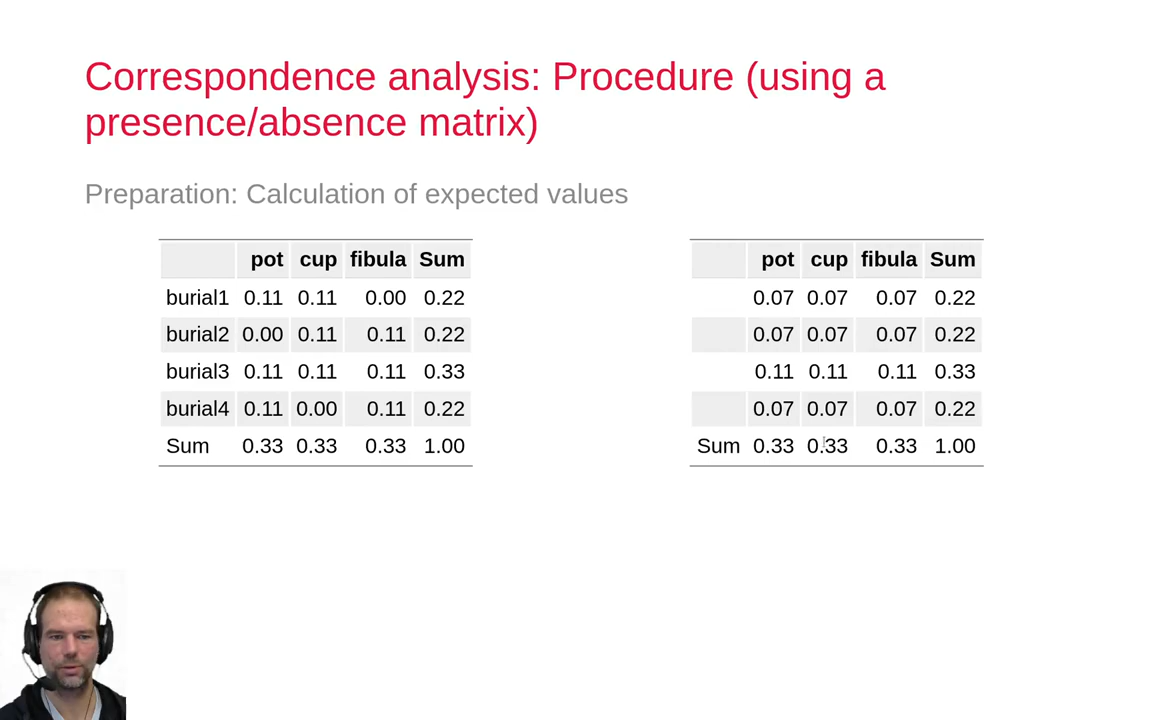 Correspondence analysis: Procedure (using a
presence/absence matrix)
Preparation: Calculation of expected values
pot cup fibula Sum
burial1 0.11 0.11 0.00 0.22
burial2 0.00 0.11 0.11 0.22
burial3 0.11 0.11 0.11 0.33
burial4 0.11 0.00 0.11 0.22
Sum 0.33 0.33 0.33 1.00
pot cup fibula Sum
0.07 0.07 0.07 0.22
0.07 0.07 0.07 0.22
0.11 0.11 0.11 0.33
0.07 0.07 0.07 0.22
Sum 0.33 0.33 0.33 1.00